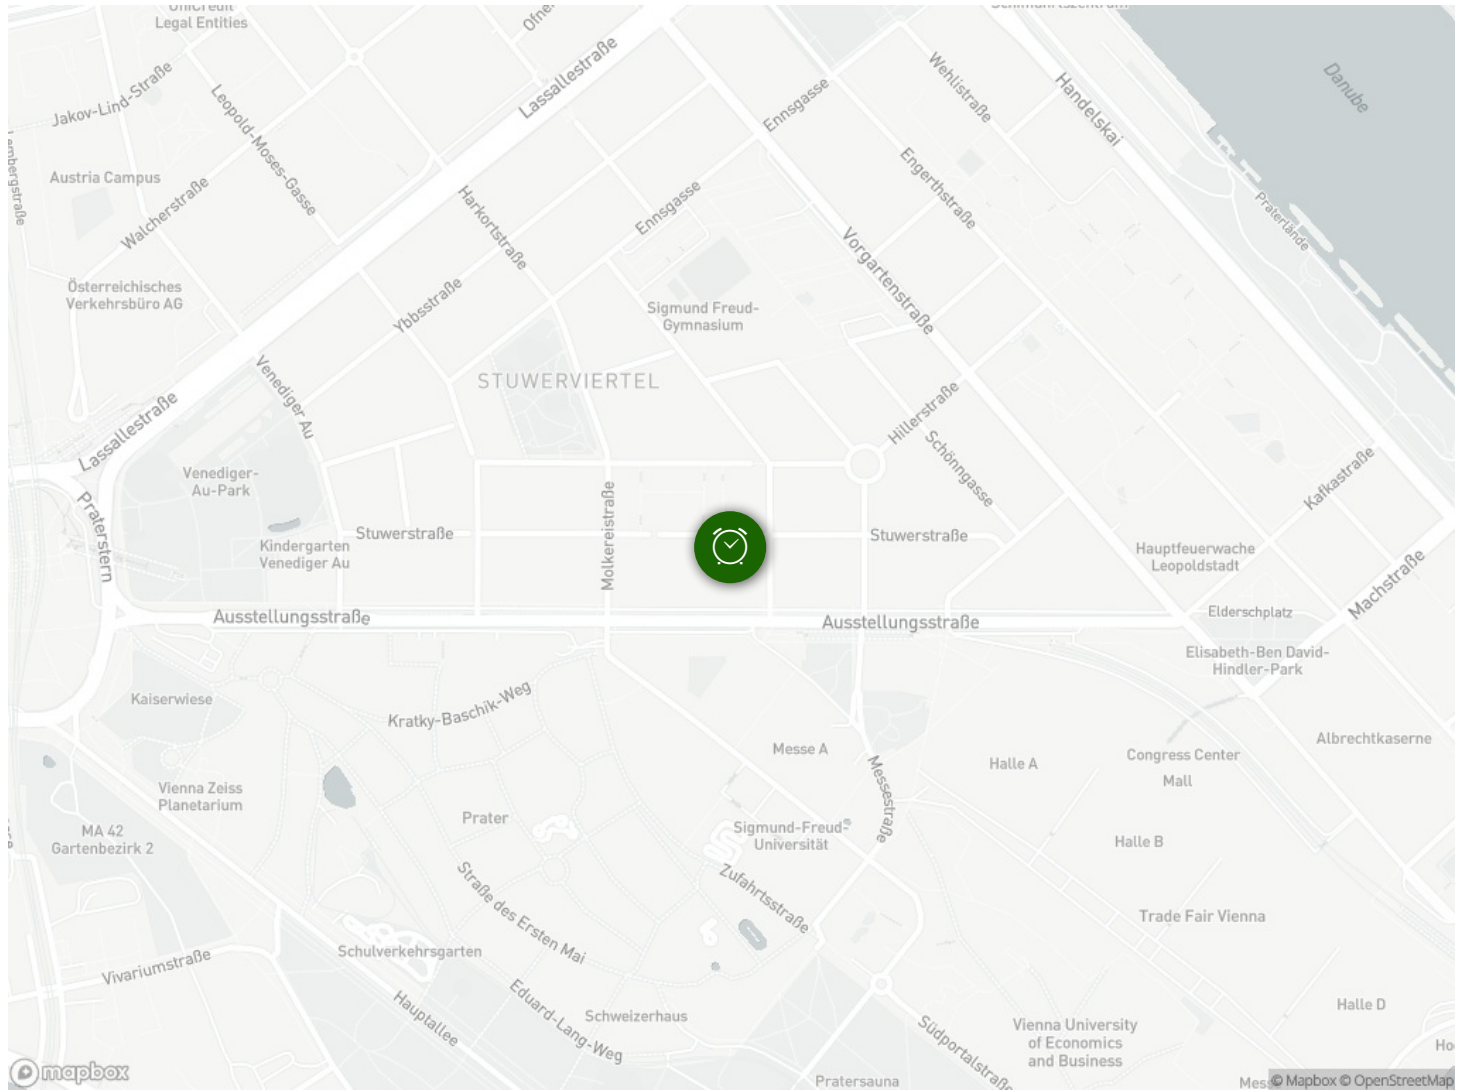 UniCredit
Legal Entities
Ofne
Schifffahrtszentrum
Lassallestraße
Jakov-Lind-Straße
Leopold-Moses-Gasse
Ennsgasse
Wehlistraße
Handelskai
Danube
Austria Campus
Walcherstraße
Harkortstraße
Ennsgasse
Engerthstraße
Praterlände
Österreichisches
Verkehrsbüro AG
Ybbsstraße
Sigmund Freud-
Gymnasium
Vorgartenstraße
STUWERVIERTEL
Venediger Au
Lassallestraße
Hillerstraße
Schönngasse
Kafkastraße
Venediger-
Au-Park
Praterstern
Molkereistraße
Stuwerstraße
Stuwerstraße
Kindergarten
Venediger Au
Hauptfeuerwache
Leopoldstadt
Machstraße
Elderschplatz
Ausstellungsstraße
Ausstellungsstraße
Elisabeth-Ben David-
Hindler-Park
Kaiserwiese
Kratky-Baschik-Weg
Messe A
Halle A
Congress Center
Mall
Albrechtkaserne
Messestraße
Vienna Zeiss
Planetarium
Prater
MA 42
Gartenbezirk 2
Sigmund-Freud-
Universität
Halle B
Zufahrtsstraße
Straße des Ersten Mai
Trade Fair Vienna
Schulverkehrsgarten
Vivariumstraße
Hauptallee
Eduard-Lang-Weg
Schweizerhaus
Halle D
Südportalstraße
Vienna University
of Economics
and Business
Ho
Pratersauna
Mes
mapbox
© Mapbox © OpenStreetMap